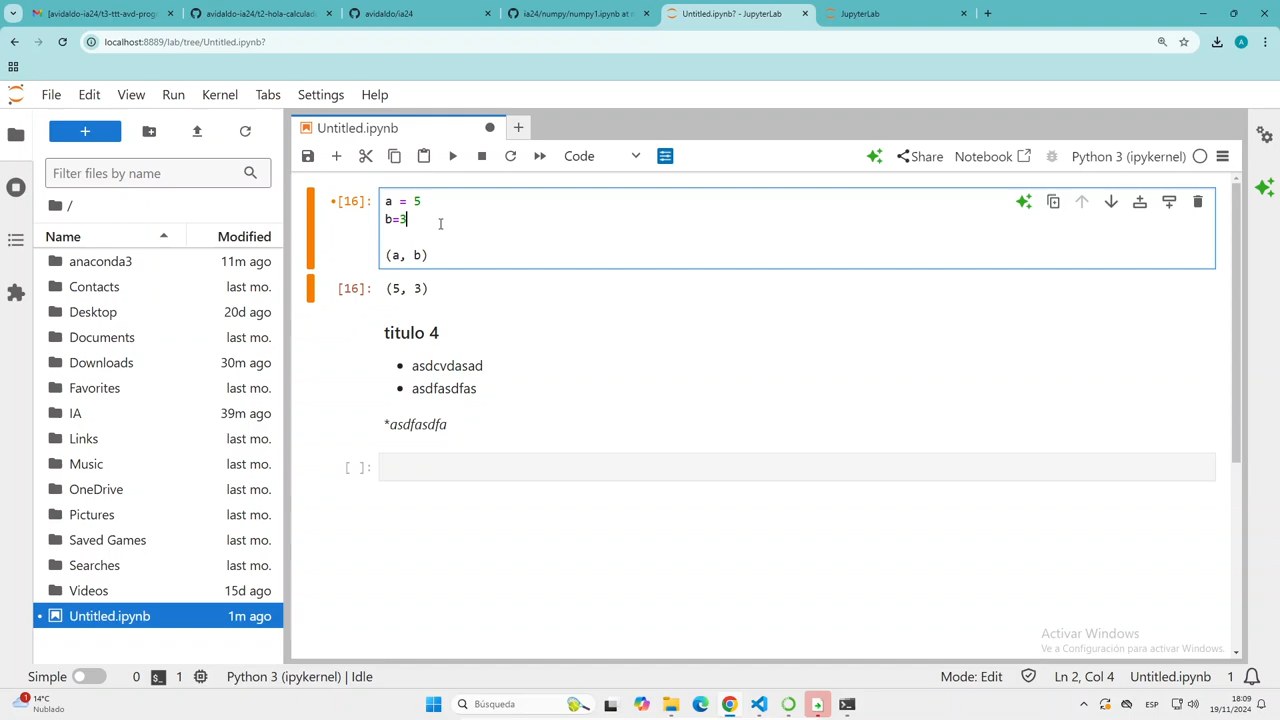 [avidaldo-ia24/t3-ttt-avd-prog
avidaldo-ia24/t2-hola-calculad
avidaldo/ia24
ia24/numpy/numpy1.ipynb at m
Untitled.ipynb? - JupyterLab
JupyterLab
localhost:8889/lab/tree/Untitled.ipynb?
A
File Edit View Run Kernel Tabs Settings Help
Untitled.ipynb
Code
Share
Notebook
Python 3 (ipykernel)
Filter files by name
/
Name Modified
anaconda3 11m ago
Contacts last mo.
Desktop 20d ago
Documents last mo.
Downloads 30m ago
Favorites last mo.
IA 39m ago
Links last mo.
Music last mo.
OneDrive last mo.
Pictures last mo.
Saved Games last mo.
Searches last mo.
Videos 15d ago
Untitled.ipynb 1m ago
[16]: a = 5
b=3
(a, b)
[16]: (5, 3)
titulo 4
asdcvdasad
asdfasdfas
*asdfasdfa
[ ]:
Activar Windows
Ve a Configuración para activar Windows.
Simple 0 1 Python 3 (ipykernel) | Idle Mode: Edit Ln 2, Col 4 Untitled.ipynb 1
1
14°C
Nublado
Búsqueda
ESP
18:09
19/11/2024